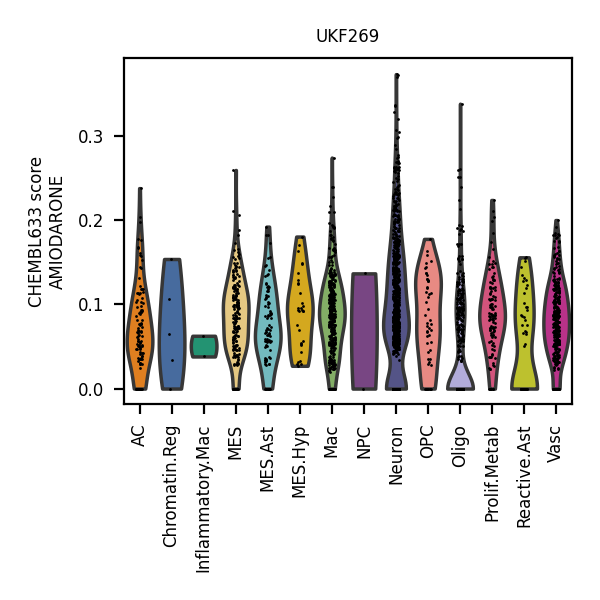 UKF269
CHEMBL633 score
AMIODARONE
0.3
0.2
0.1
0.0
AC
Chromatin.Reg
Inflammatory.Mac
MES
MES.Ast
MES.Hyp
Mac
NPC
Neuron
OPC
Oligo
Prolif.Metab
Reactive.Ast
Vasc